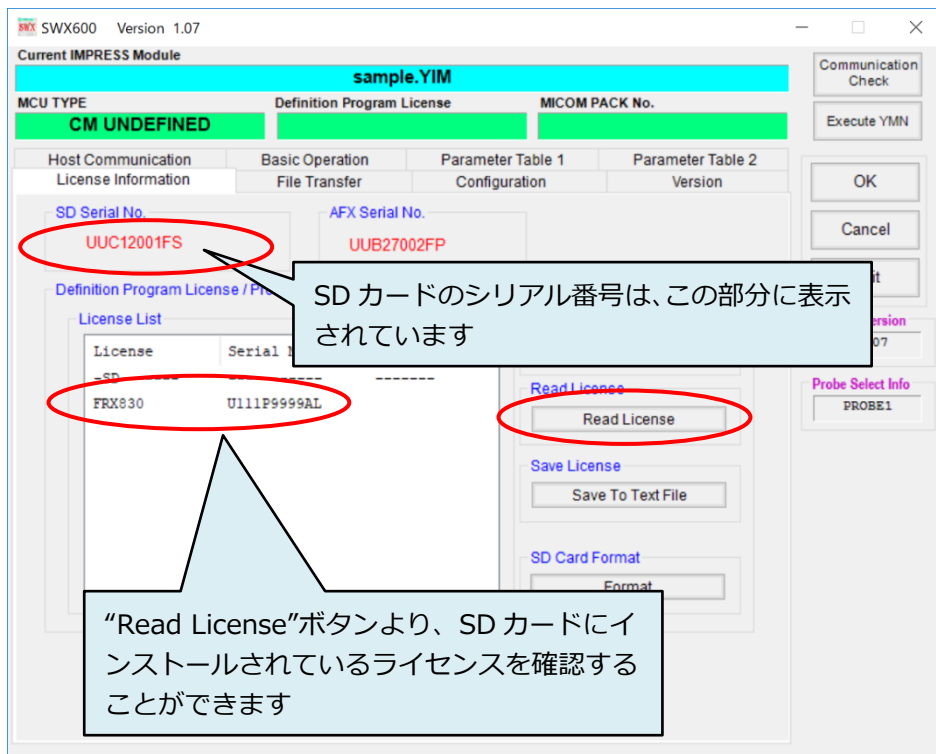 SWX SWX600 Version 1.07
Current IMPRESS Module
sample.YIM
MCU TYPE Definition Program License MICOM PACK No.
CM UNDEFINED
Communication
Check
Execute YMN
Host Communication Basic Operation Parameter Table 1 Parameter Table 2
License Information File Transfer Configuration Version
OK
Cancel
SD Serial No. AFX Serial No.
UUC12001FS UUB27002FP
SD カードのシリアル番号は、この部分に表示
されています
Definition Program License /
License List
License Serial
-SD------- ----------- -------
FRX830 U111P9999AL
Read License
Read License
Probe Select Info
PROBE1
Save License
Save To Text File
SD Card Format
Format
“Read License”ボタンより、SD カードにイ
ンストールされているライセンスを確認する
ことができます